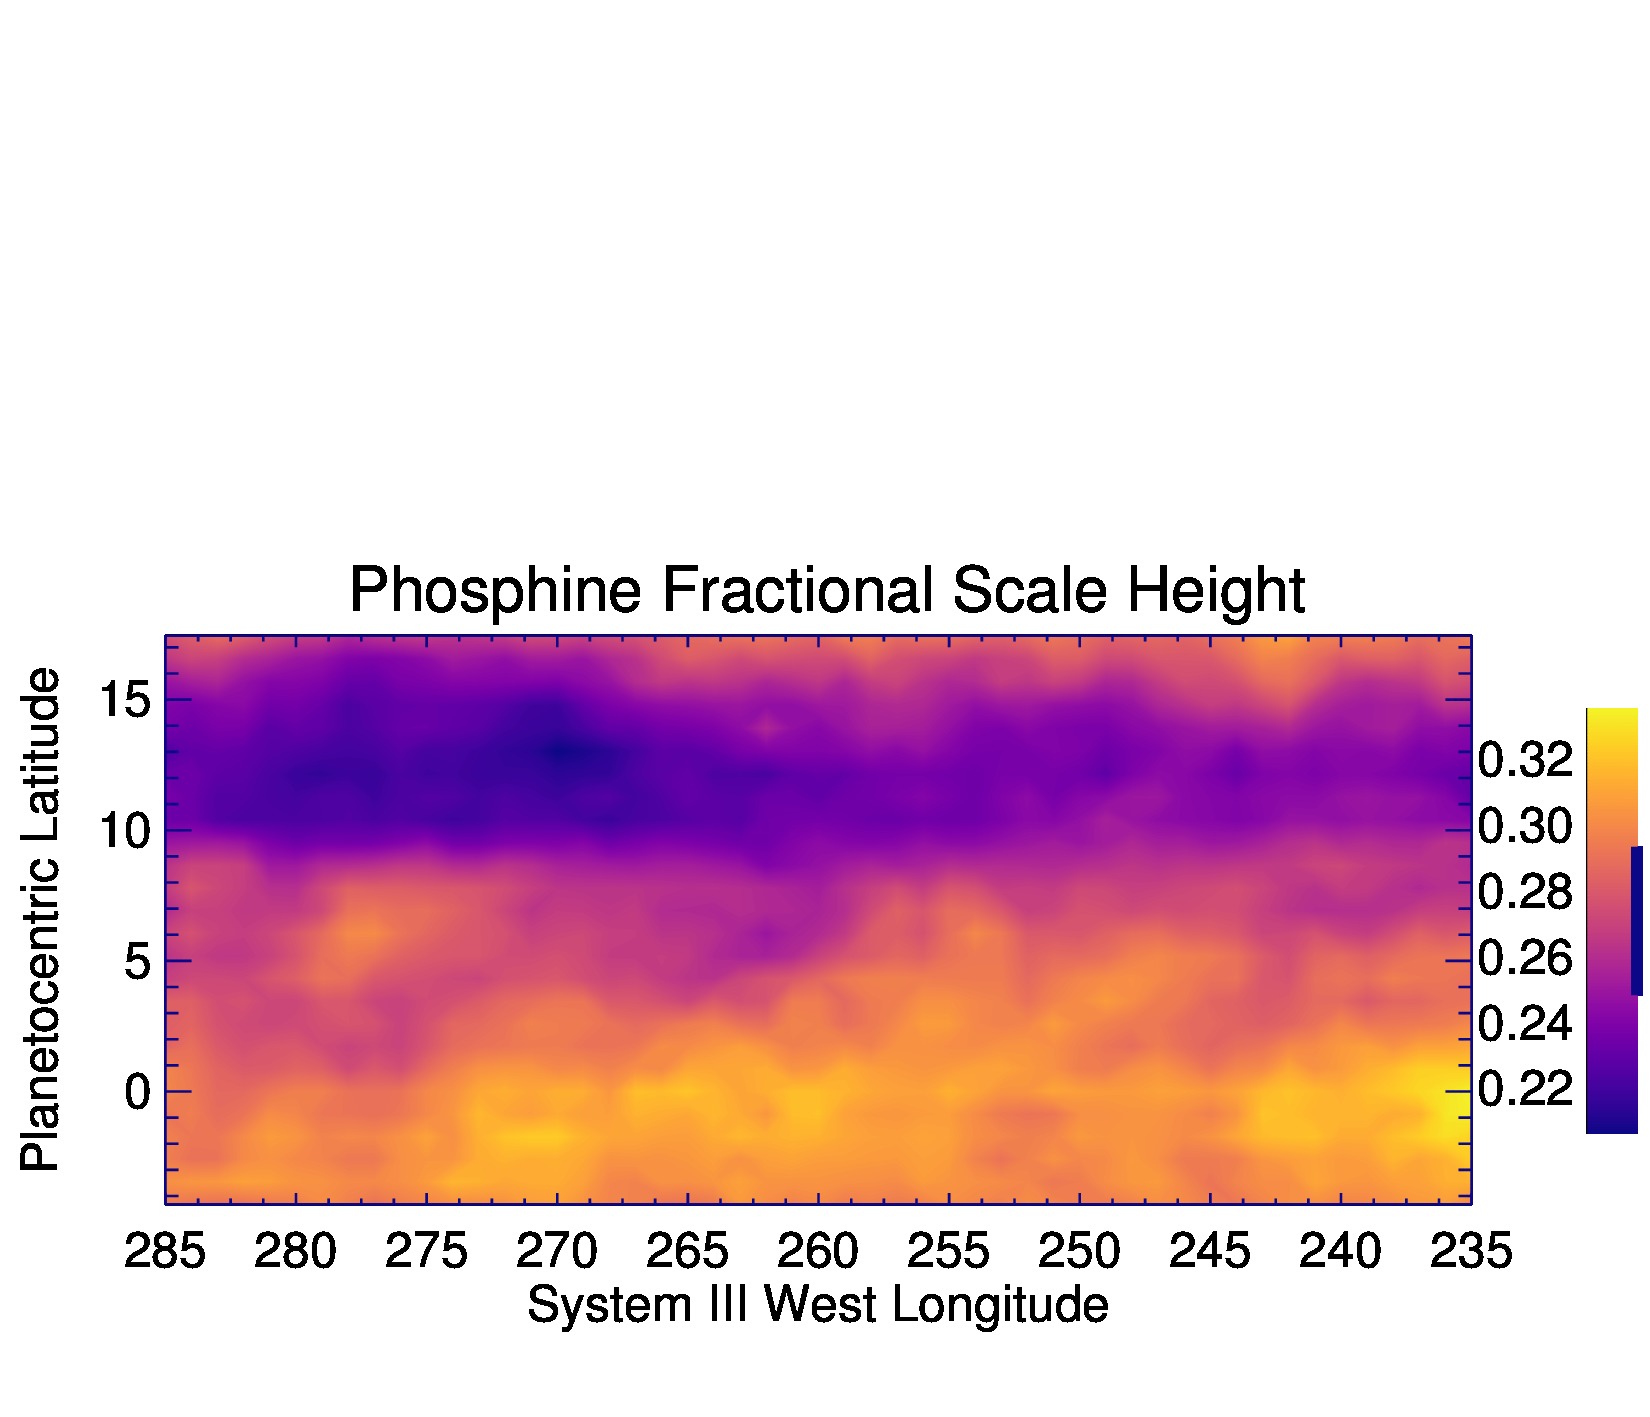 Phosphine Fractional Scale Height
Planetocentric Latitude
15
10
5
0
285 280 275 270 265 260 255 250 245 240 235
System III West Longitude
0.32
0.30
0.28
0.26
0.24
0.22